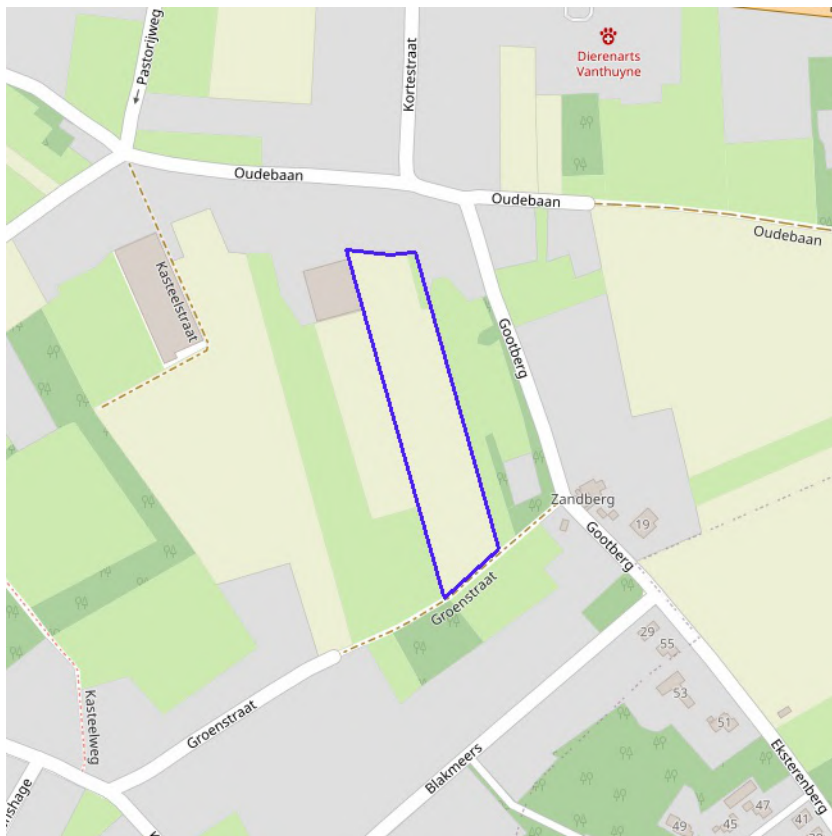 Pastorijweg
Kortestraat
Dierenarts
Vanthuyne
Oudebaan
Oudebaan
Oudebaan
Kasteelstraat
Gootberg
Zandberg
19
Gootberg
Groenstraat
29
55
53
51
Kasteelweg
Groenstraat
Blakmeers
Eksterenberg
nshage
47
49
45
41